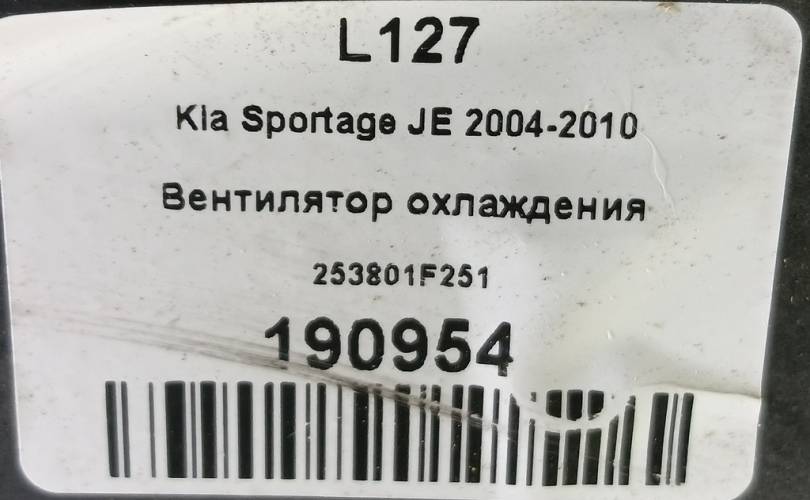 L127
Kia Sportage JE 2004-2010
Вентилятор охлаждения
253801F251
190954